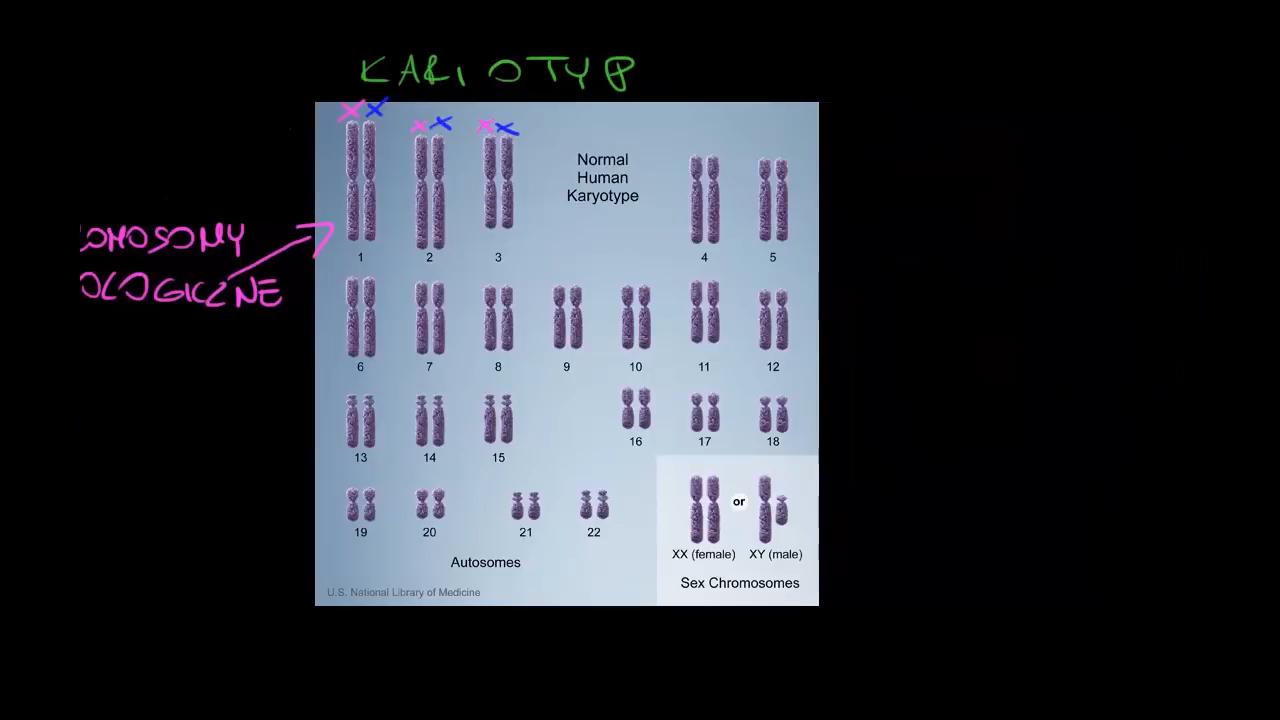 KARIOTYP
Normal
Human
Karyotype
OMOSOMY
OLOGICZNE
1 2 3 4 5
6 7 8 9 10 11 12
13 14 15 16 17 18
19 20 21 22
or
XX (female) XY (male)
Autosomes
Sex Chromosomes
U.S. National Library of Medicine